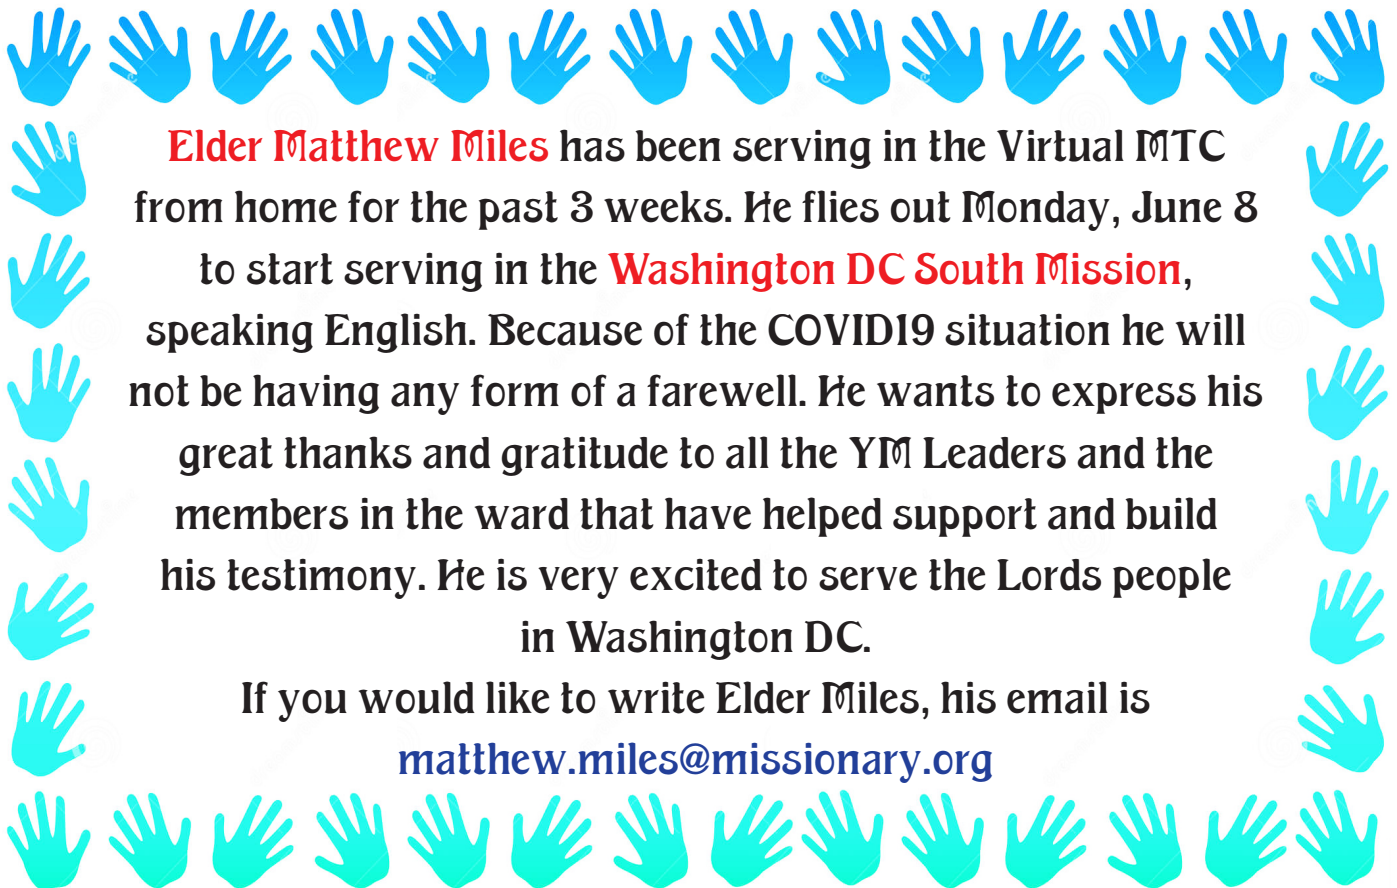 Elder Matthew Miles has been serving in the Virtual MTC
from home for the past 3 weeks. He flies out Monday, June 8
to start serving in the Washington DC South Mission,
speaking English. Because of the COVID19 situation he will
not be having any form of a farewell. He wants to express his
great thanks and gratitude to all the YM Leaders and the
members in the ward that have helped support and build
his testimony. He is very excited to serve the Lords people
in Washington DC.
If you would like to write Elder Miles, his email is
matthew.miles@missionary.org